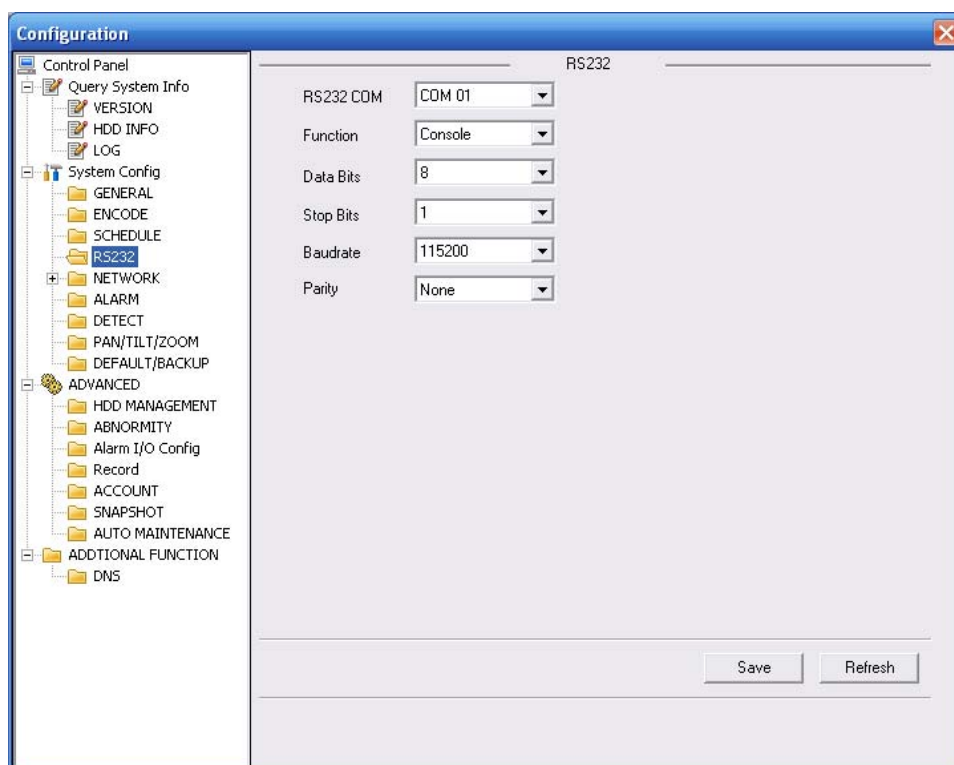 Configuration
Control Panel
Query System Info
VERSION
HDD INFO
LOG
System Config
GENERAL
ENCODE
SCHEDULE
RS232
NETWORK
ALARM
DETECT
PAN/TILT/ZOOM
DEFAULT/BACKUP
ADVANCED
HDD MANAGEMENT
ABNORMITY
Alarm I/O Config
Record
ACCOUNT
SNAPSHOT
AUTO MAINTENANCE
ADDTIONAL FUNCTION
DNS
RS232
RS232 COM COM 01
Function Console
Data Bits 8
Stop Bits 1
Baudrate 115200
Parity None
Save Refresh